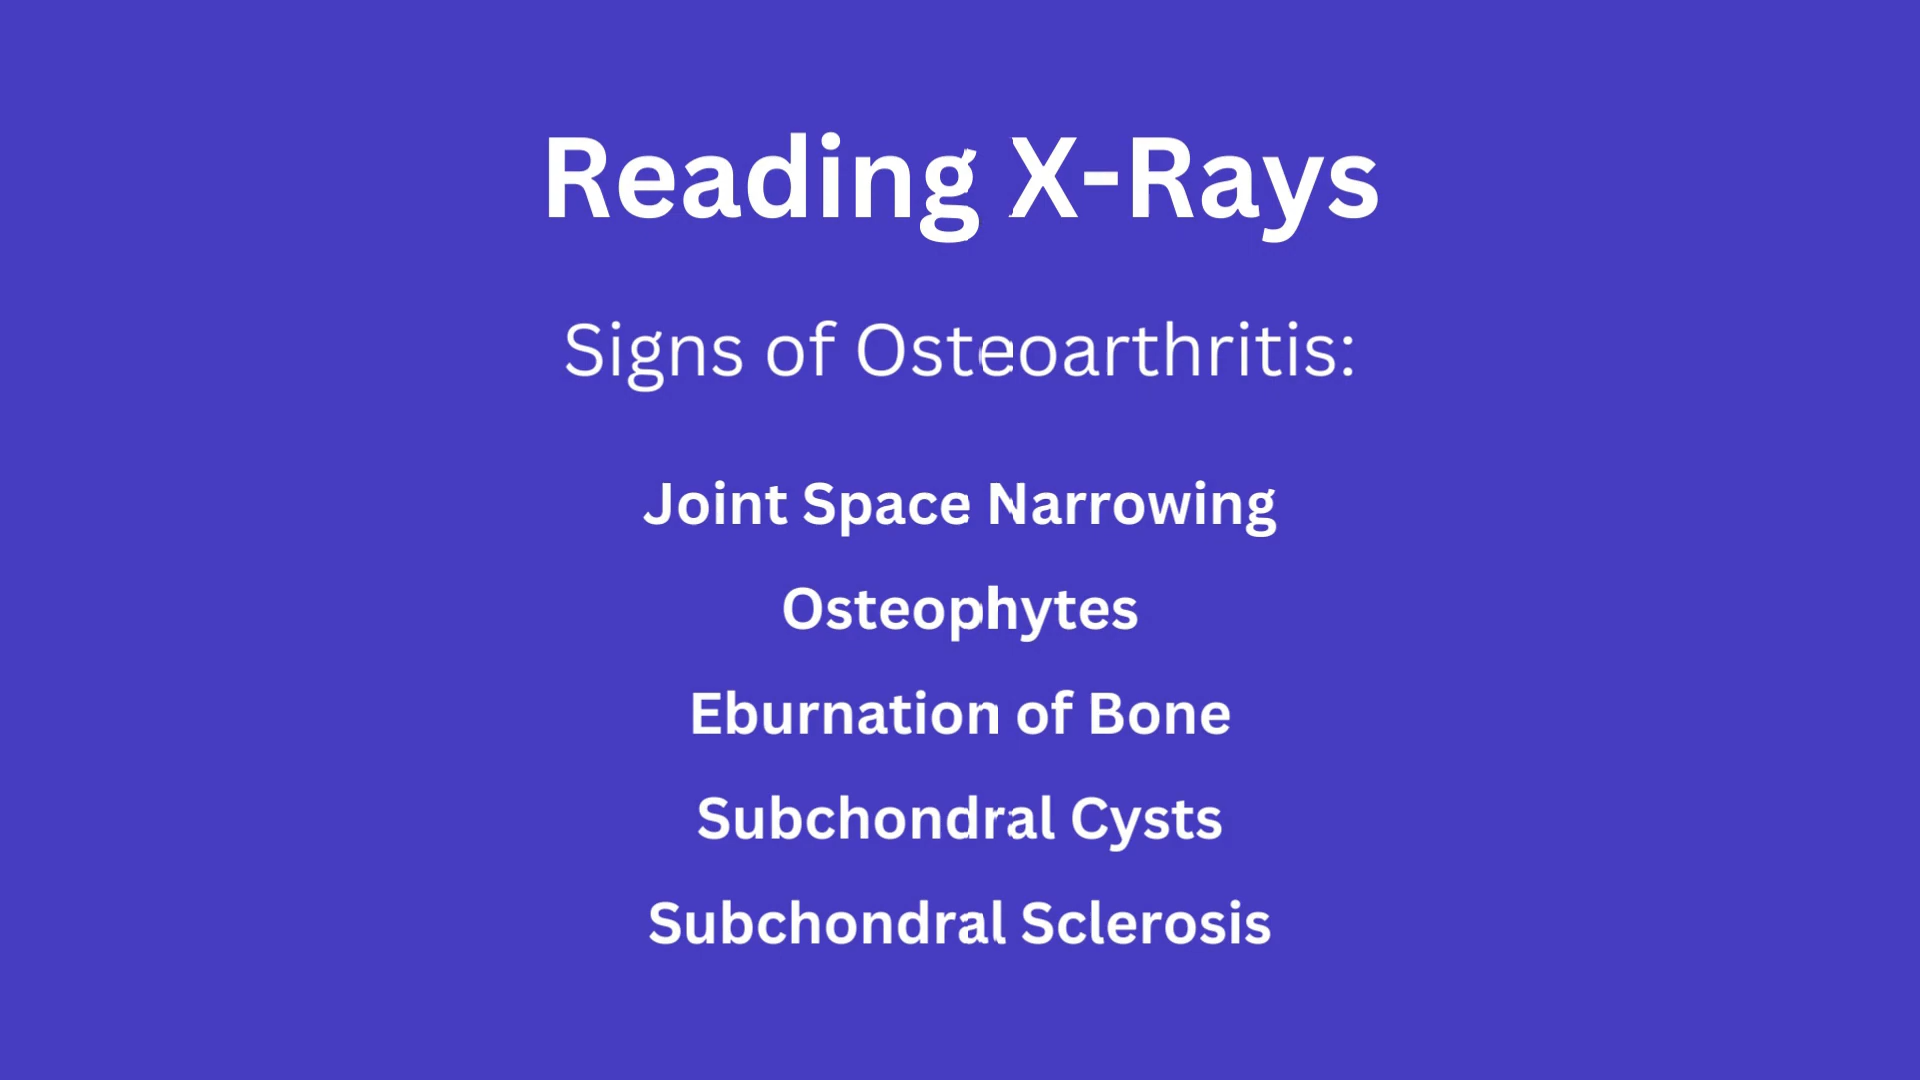 Reading X-Rays
Signs of Osteoarthritis:
Joint Space Narrowing
Osteophytes
Eburnation of Bone
Subchondral Cysts
Subchondral Sclerosis